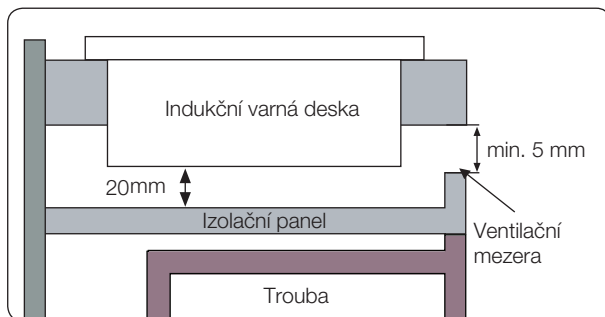 Indukční varná deska
min. 5 mm
20mm
Izolační panel
Ventilační
mezera
Trouba